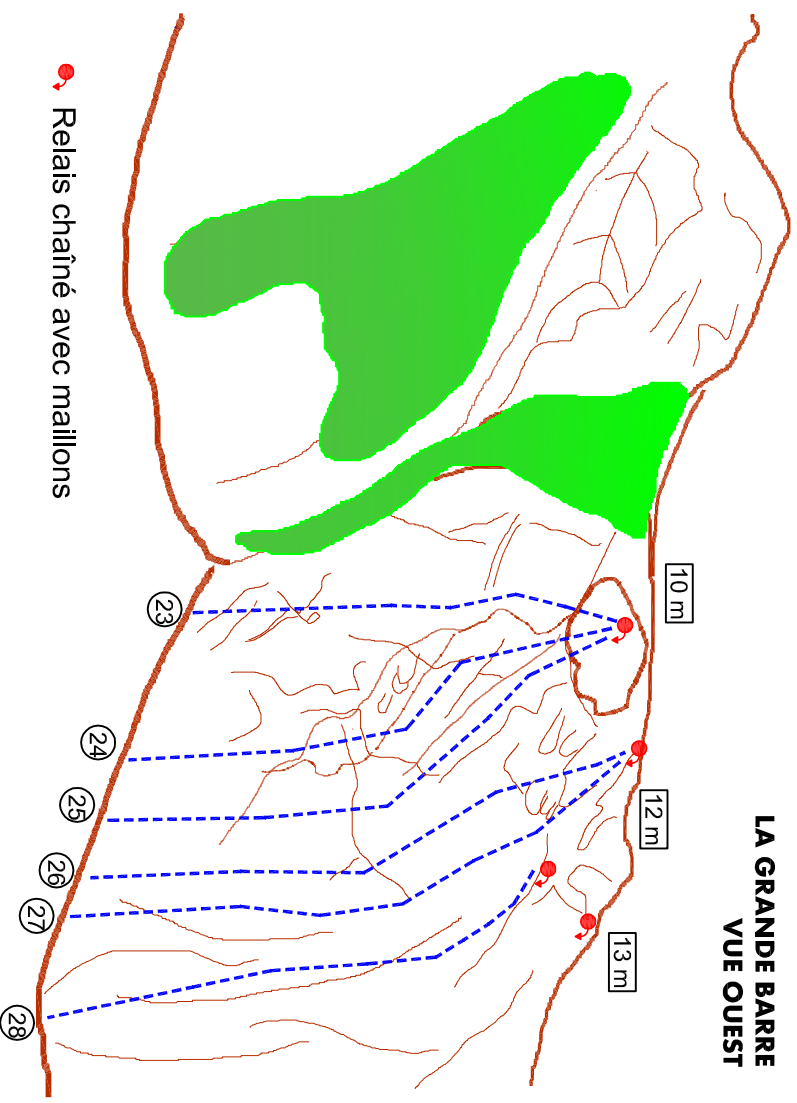 LA GRANDE BARRE
VUE OUEST
10 m
12 m
13 m
23
24
25
26
27
28
Relais chaîné avec maillons